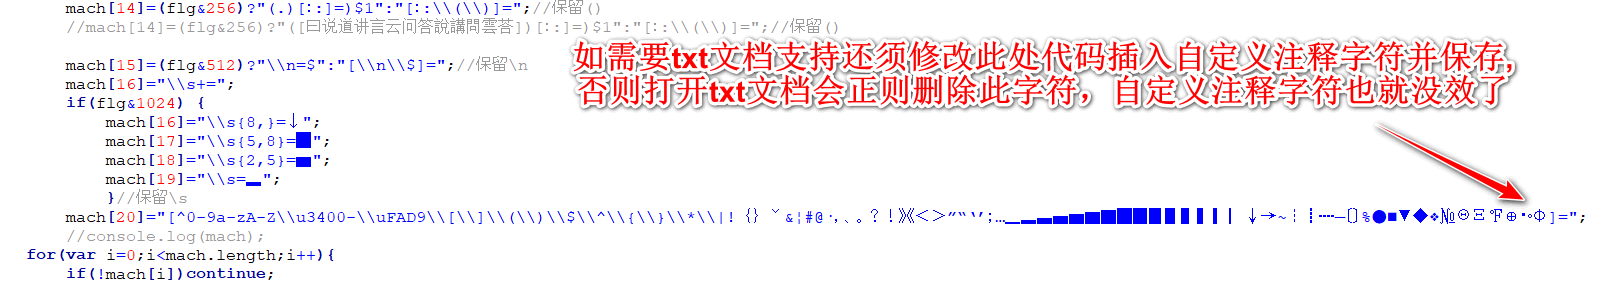 mach[14]=(flg&256)?"(.)[::]=)$1":"[::\\(\\)]=";//保留()
//mach[14]=(flg&256)?"([曰说道讲言云问答說講問雲荅])[::]=)$1":"[::\\(\\)]=";//保留()
如需要txt文档支持还须修改此处代码插入自定义注释字符并保存,
mach[15]=(flg&512)?"\\n=$":"[\\n\\$]=";//保留\n
否则打开txt文档会正则删除此字符，自定义注释字符也就没效了
mach[16]="\\s+=";
if(flg&1024) {
mach[16]="\\s{8,}=↓";
mach[17]="\\s{5,8}=█";
mach[18]="\\s{2,5}=▅";
mach[19]="\\s=▂";
}//保留\s
mach[20]="[^0-9a-zA-Z\\u3400-\\uFAD9\\[\\]\\(\\)\\$\\^\\{\\}\\*\\|!｛｝ˇ&¦#@·,、。？！》《＜＞"“‘’;…▁▂▃▄▅▆▇█▉▊▋▌▍▎▏↓→~┆┇┉—〔〕%●■▼◆❖№ΘΞ℉⊕•◦Φ]=";
//console.log(mach);
for(var i=0;i<mach.length;i++){
if(!mach[i])continue;